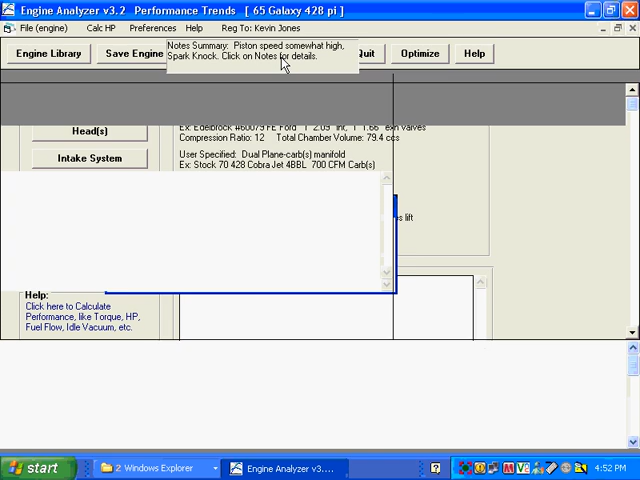 Engine Analyzer v3.2   Performance Trends   [ 65 Galaxy 428 pi ]
File (engine)   Calc HP   Preferences   Help   Reg To: Kevin Jones
Engine Library   Save Engine   Quit   Optimize   Help
Notes Summary:  Piston speed somewhat high,
Spark Knock. Click on Notes for details.
Head(s)
Compression Ratio: 12    Total Chamber Volume: 79.4 ccs
Intake System
User Specified:  Dual Plane-carb(s) manifold
Ex: Stock 70 428 Cobra Jet 4BBL  700 CFM Carb(s)
s lift
Help:
Click here to Calculate
Performance, like Torque, HP,
Fuel Flow, Idle Vacuum, etc.
start   2 Windows Explorer   Engine Analyzer v3....   ?   4:52 PM